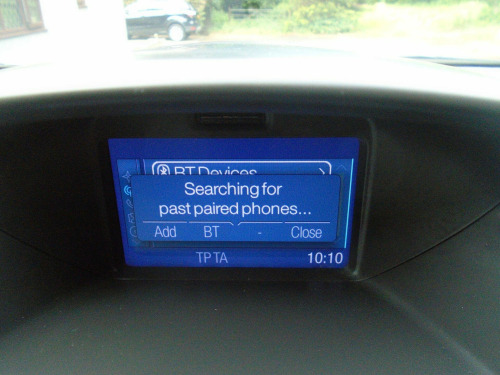 BT Devices
Searching for
past paired phones...
Add BT - Close
TP TA 10:10